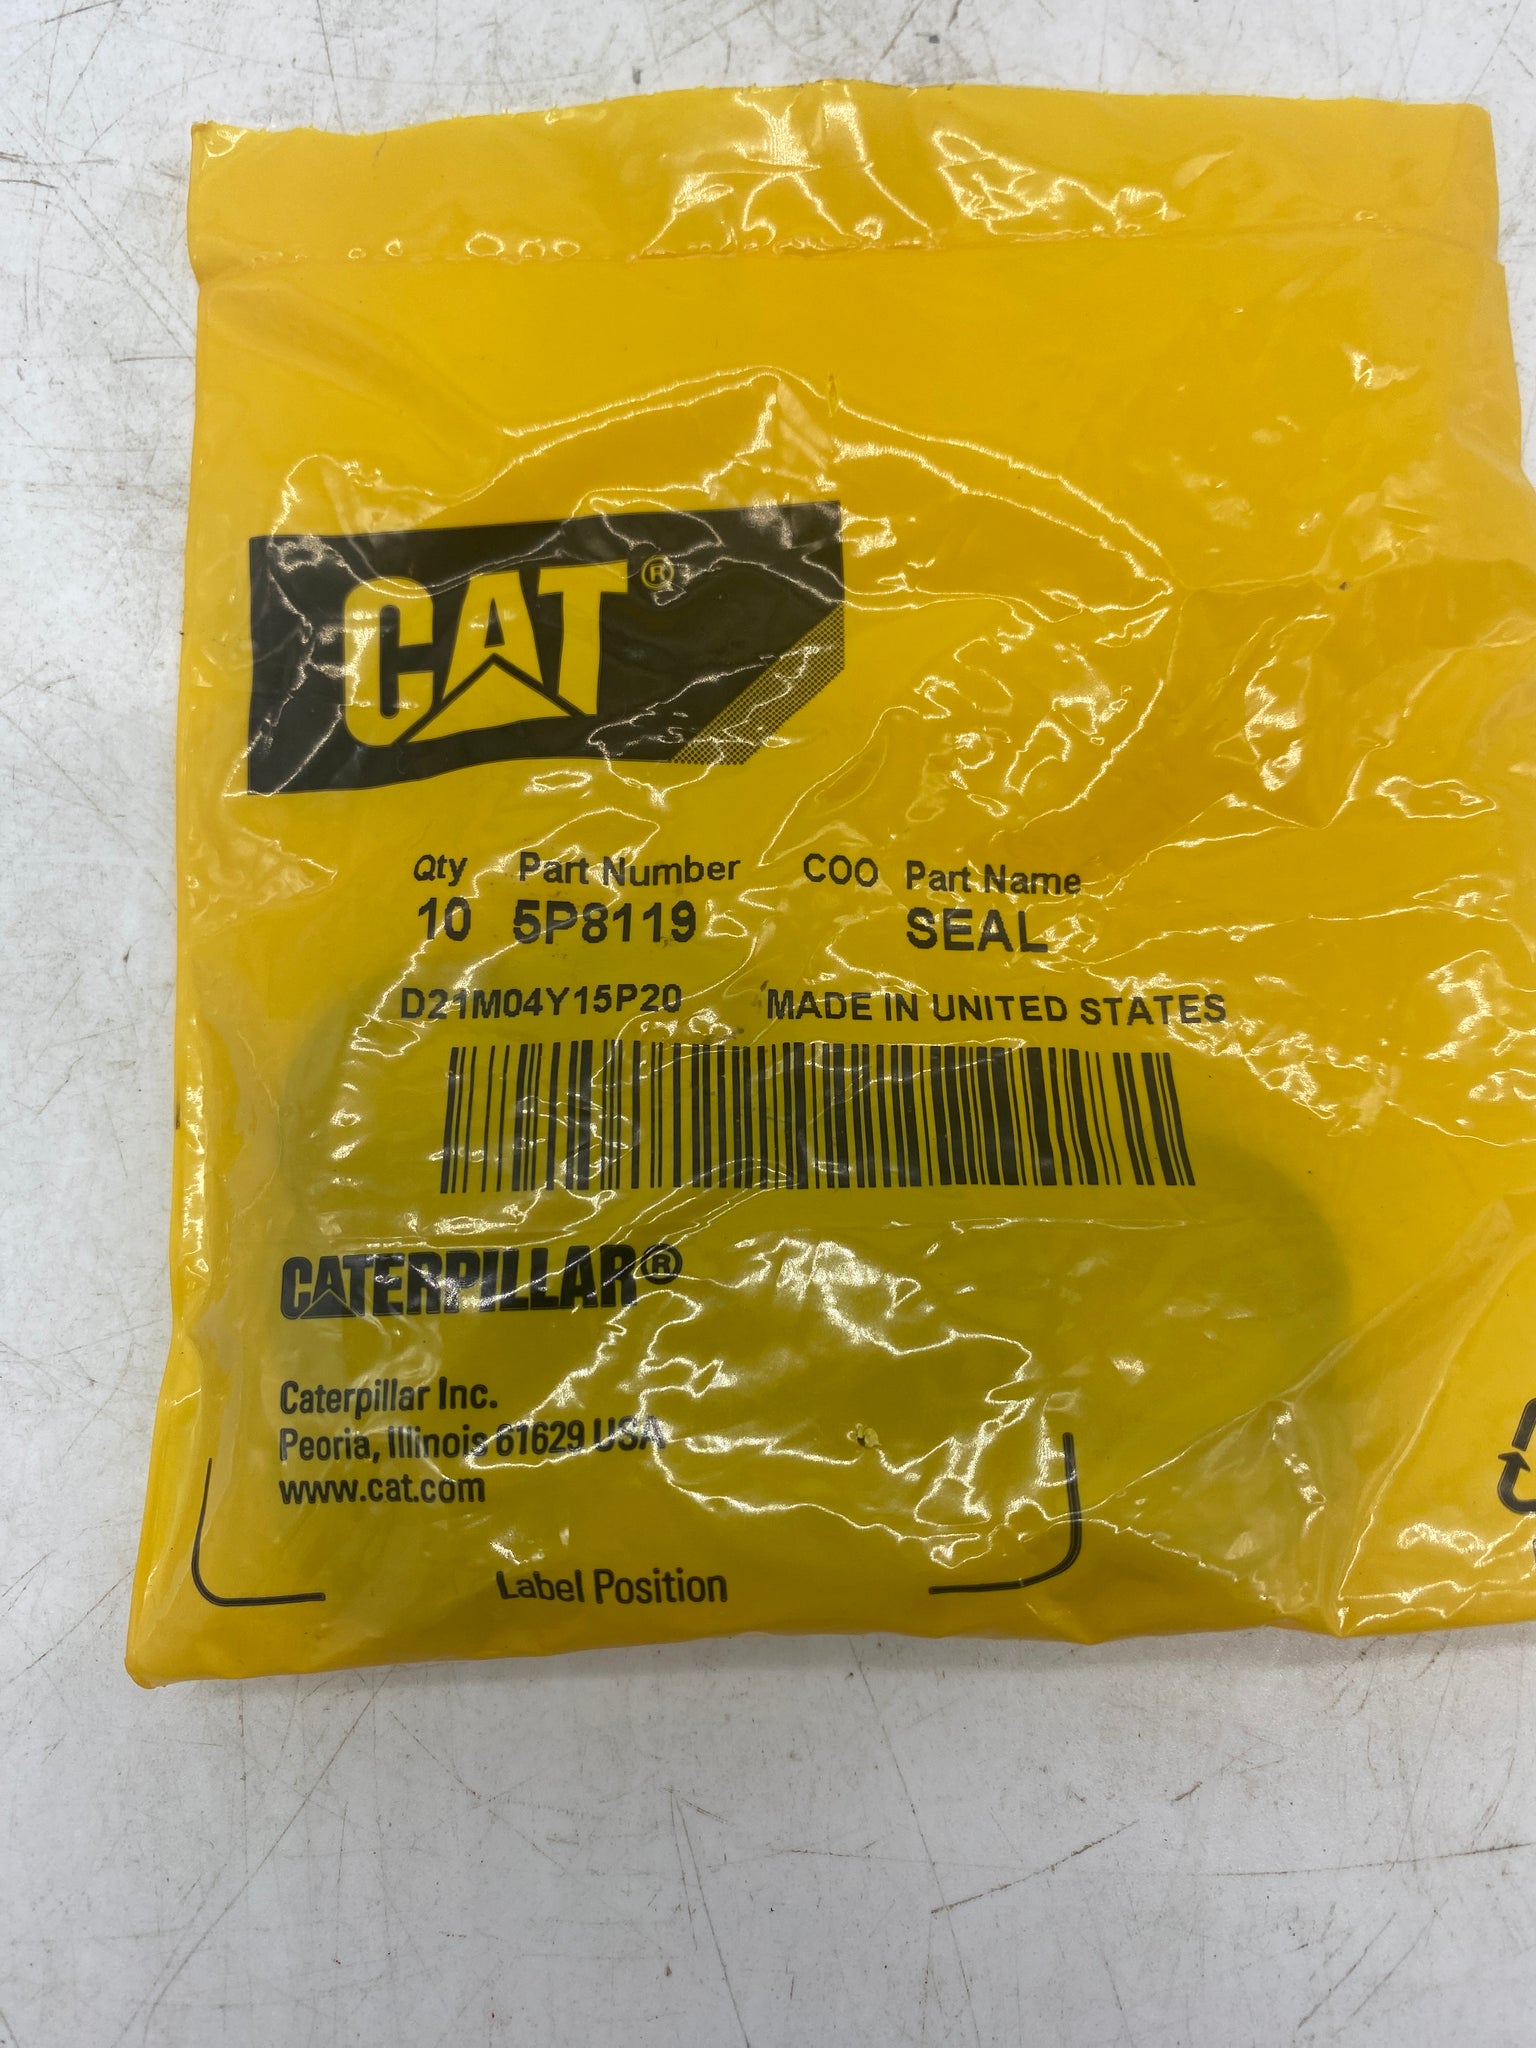 CAT®
Qty Part Number COO Part Name
10 5P8119 SEAL
D21M04Y15P20 MADE IN UNITED STATES
CATERPILLAR®
Caterpillar Inc.
Peoria, Illinois 61629 USA
www.cat.com
Label Position